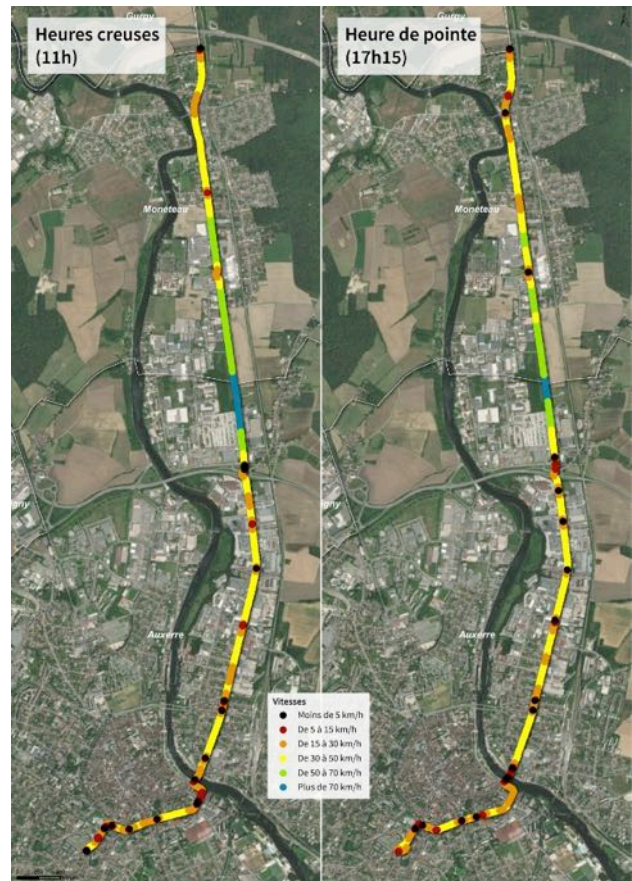 Gurgy
Gurgy
Heures creuses
(11h)
Heure de pointe
(17h15)
Monéteau
Monéteau
igny
igny
Auxerre
Auxerre
Vitesses
Moins de 5 km/h
De 5 à 15 km/h
De 15 à 30 km/h
De 30 à 50 km/h
De 50 à 70 km/h
Plus de 70 km/h